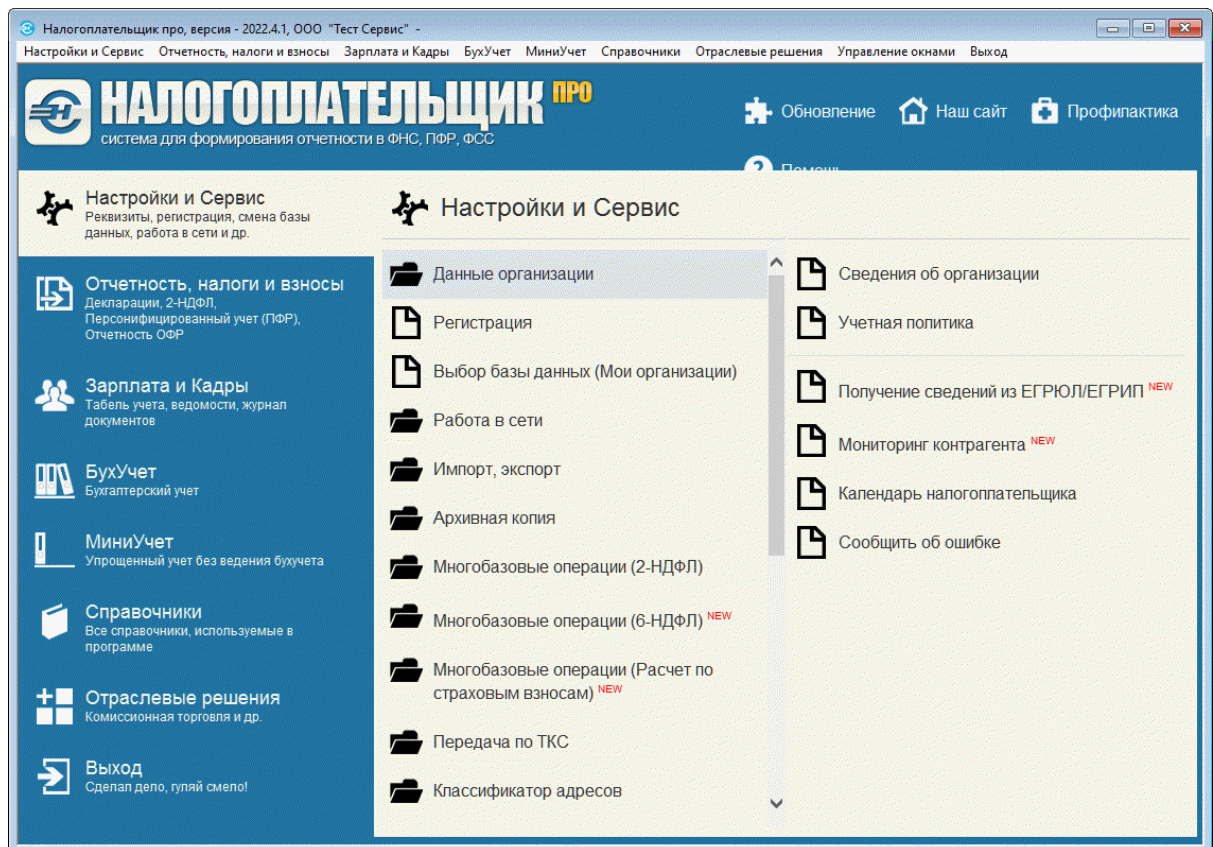 Налогоплательщик про, версия - 2022.4.1, ООО "Тест Сервис" -
Настройки и Сервис Отчетность, налоги и взносы Зарплата и Кадры БухУчет МиниУчет Справочники Отраслевые решения Управление окнами Выход
НАЛОГОПЛАТЕЛЬЩИК ПРО
система для формирования отчетности в ФНС, ПФР, ФСС
Обновление Наш сайт Профилактика
Помощь
Настройки и Сервис
Реквизиты, регистрация, смена базы
данных, работа в сети и др.
Отчетность, налоги и взносы
Декларации, 2-НДФЛ,
Персонифицированный учет (ПФР),
Отчетность ОФР
Зарплата и Кадры
Табель учета, ведомости, журнал
документов
БухУчет
Бухгалтерский учет
МиниУчет
Упрощенный учет без ведения бухучета
Справочники
Все справочники, используемые в
программе
Отраслевые решения
Комиссионная торговля и др.
Выход
Сделал дело, гуляй смело!
Настройки и Сервис
Данные организации
Регистрация
Выбор базы данных (Мои организации)
Работа в сети
Импорт, экспорт
Архивная копия
Многобазовые операции (2-НДФЛ)
Многобазовые операции (6-НДФЛ) NEW
Многобазовые операции (Расчет по
страховым взносам) NEW
Передача по ТКС
Классификатор адресов
Сведения об организации
Учетная политика
Получение сведений из ЕГРЮЛ/ЕГРИП NEW
Мониторинг контрагента NEW
Календарь налогоплательщика
Сообщить об ошибке